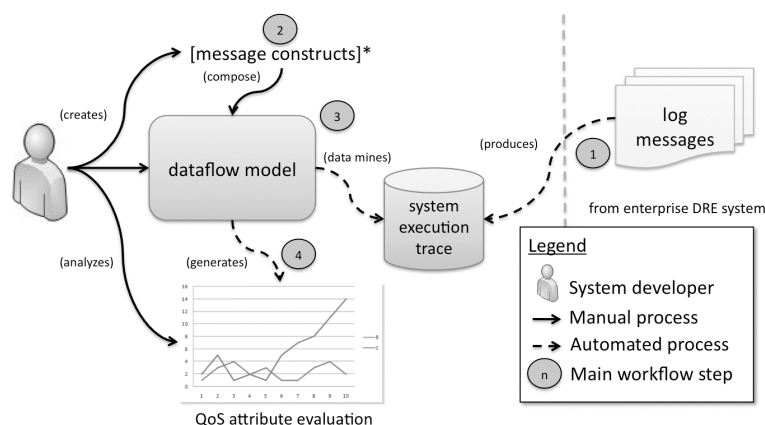 2
[message constructs]*
(compose)
(creates)
3
dataflow model
(data mines)
(produces)
1
log
messages
system
execution
trace
from enterprise DRE system
(analyzes)
(generates)
4
16
14
12
10
8
6
4
2
0
1 2 3 4 5 6 7 8 9 10
B
C
QoS attribute evaluation
Legend
System developer
Manual process
Automated process
n Main workflow step